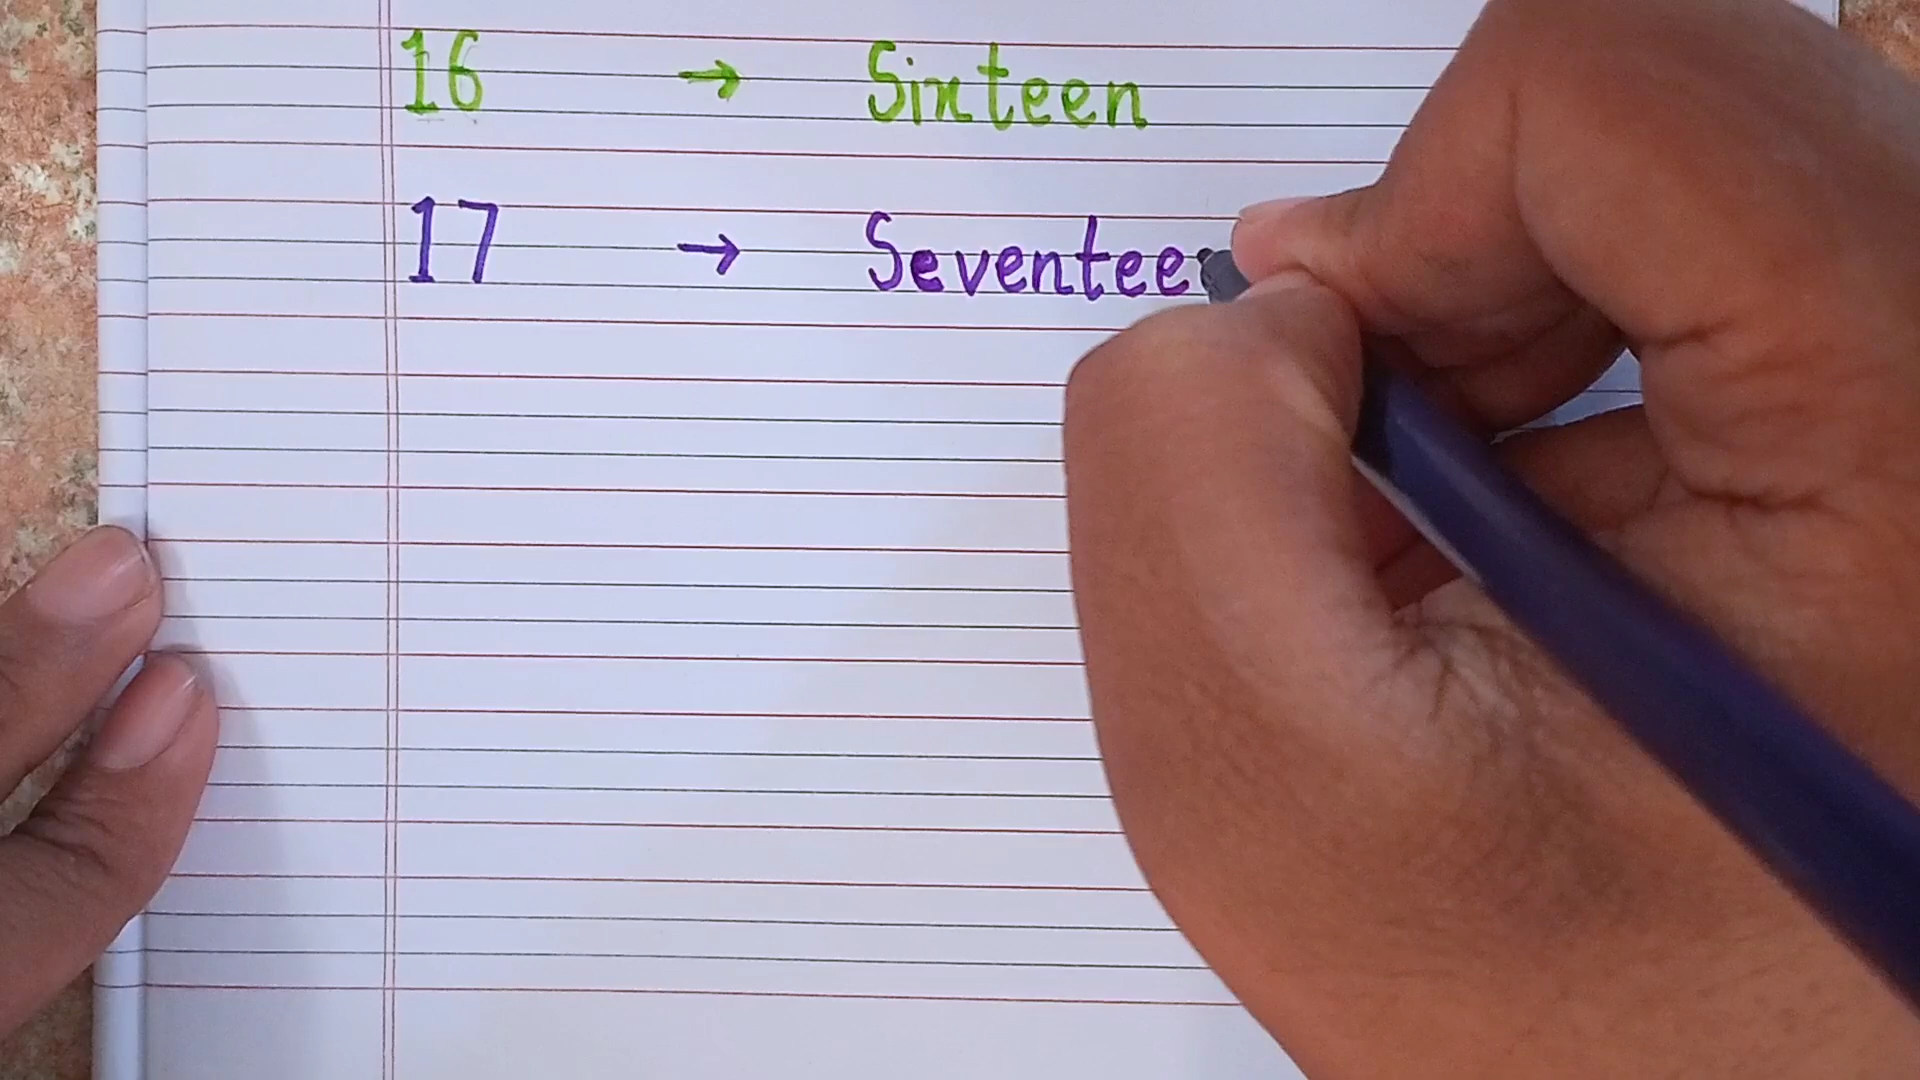 16 → Sixteen
17 → Seventee